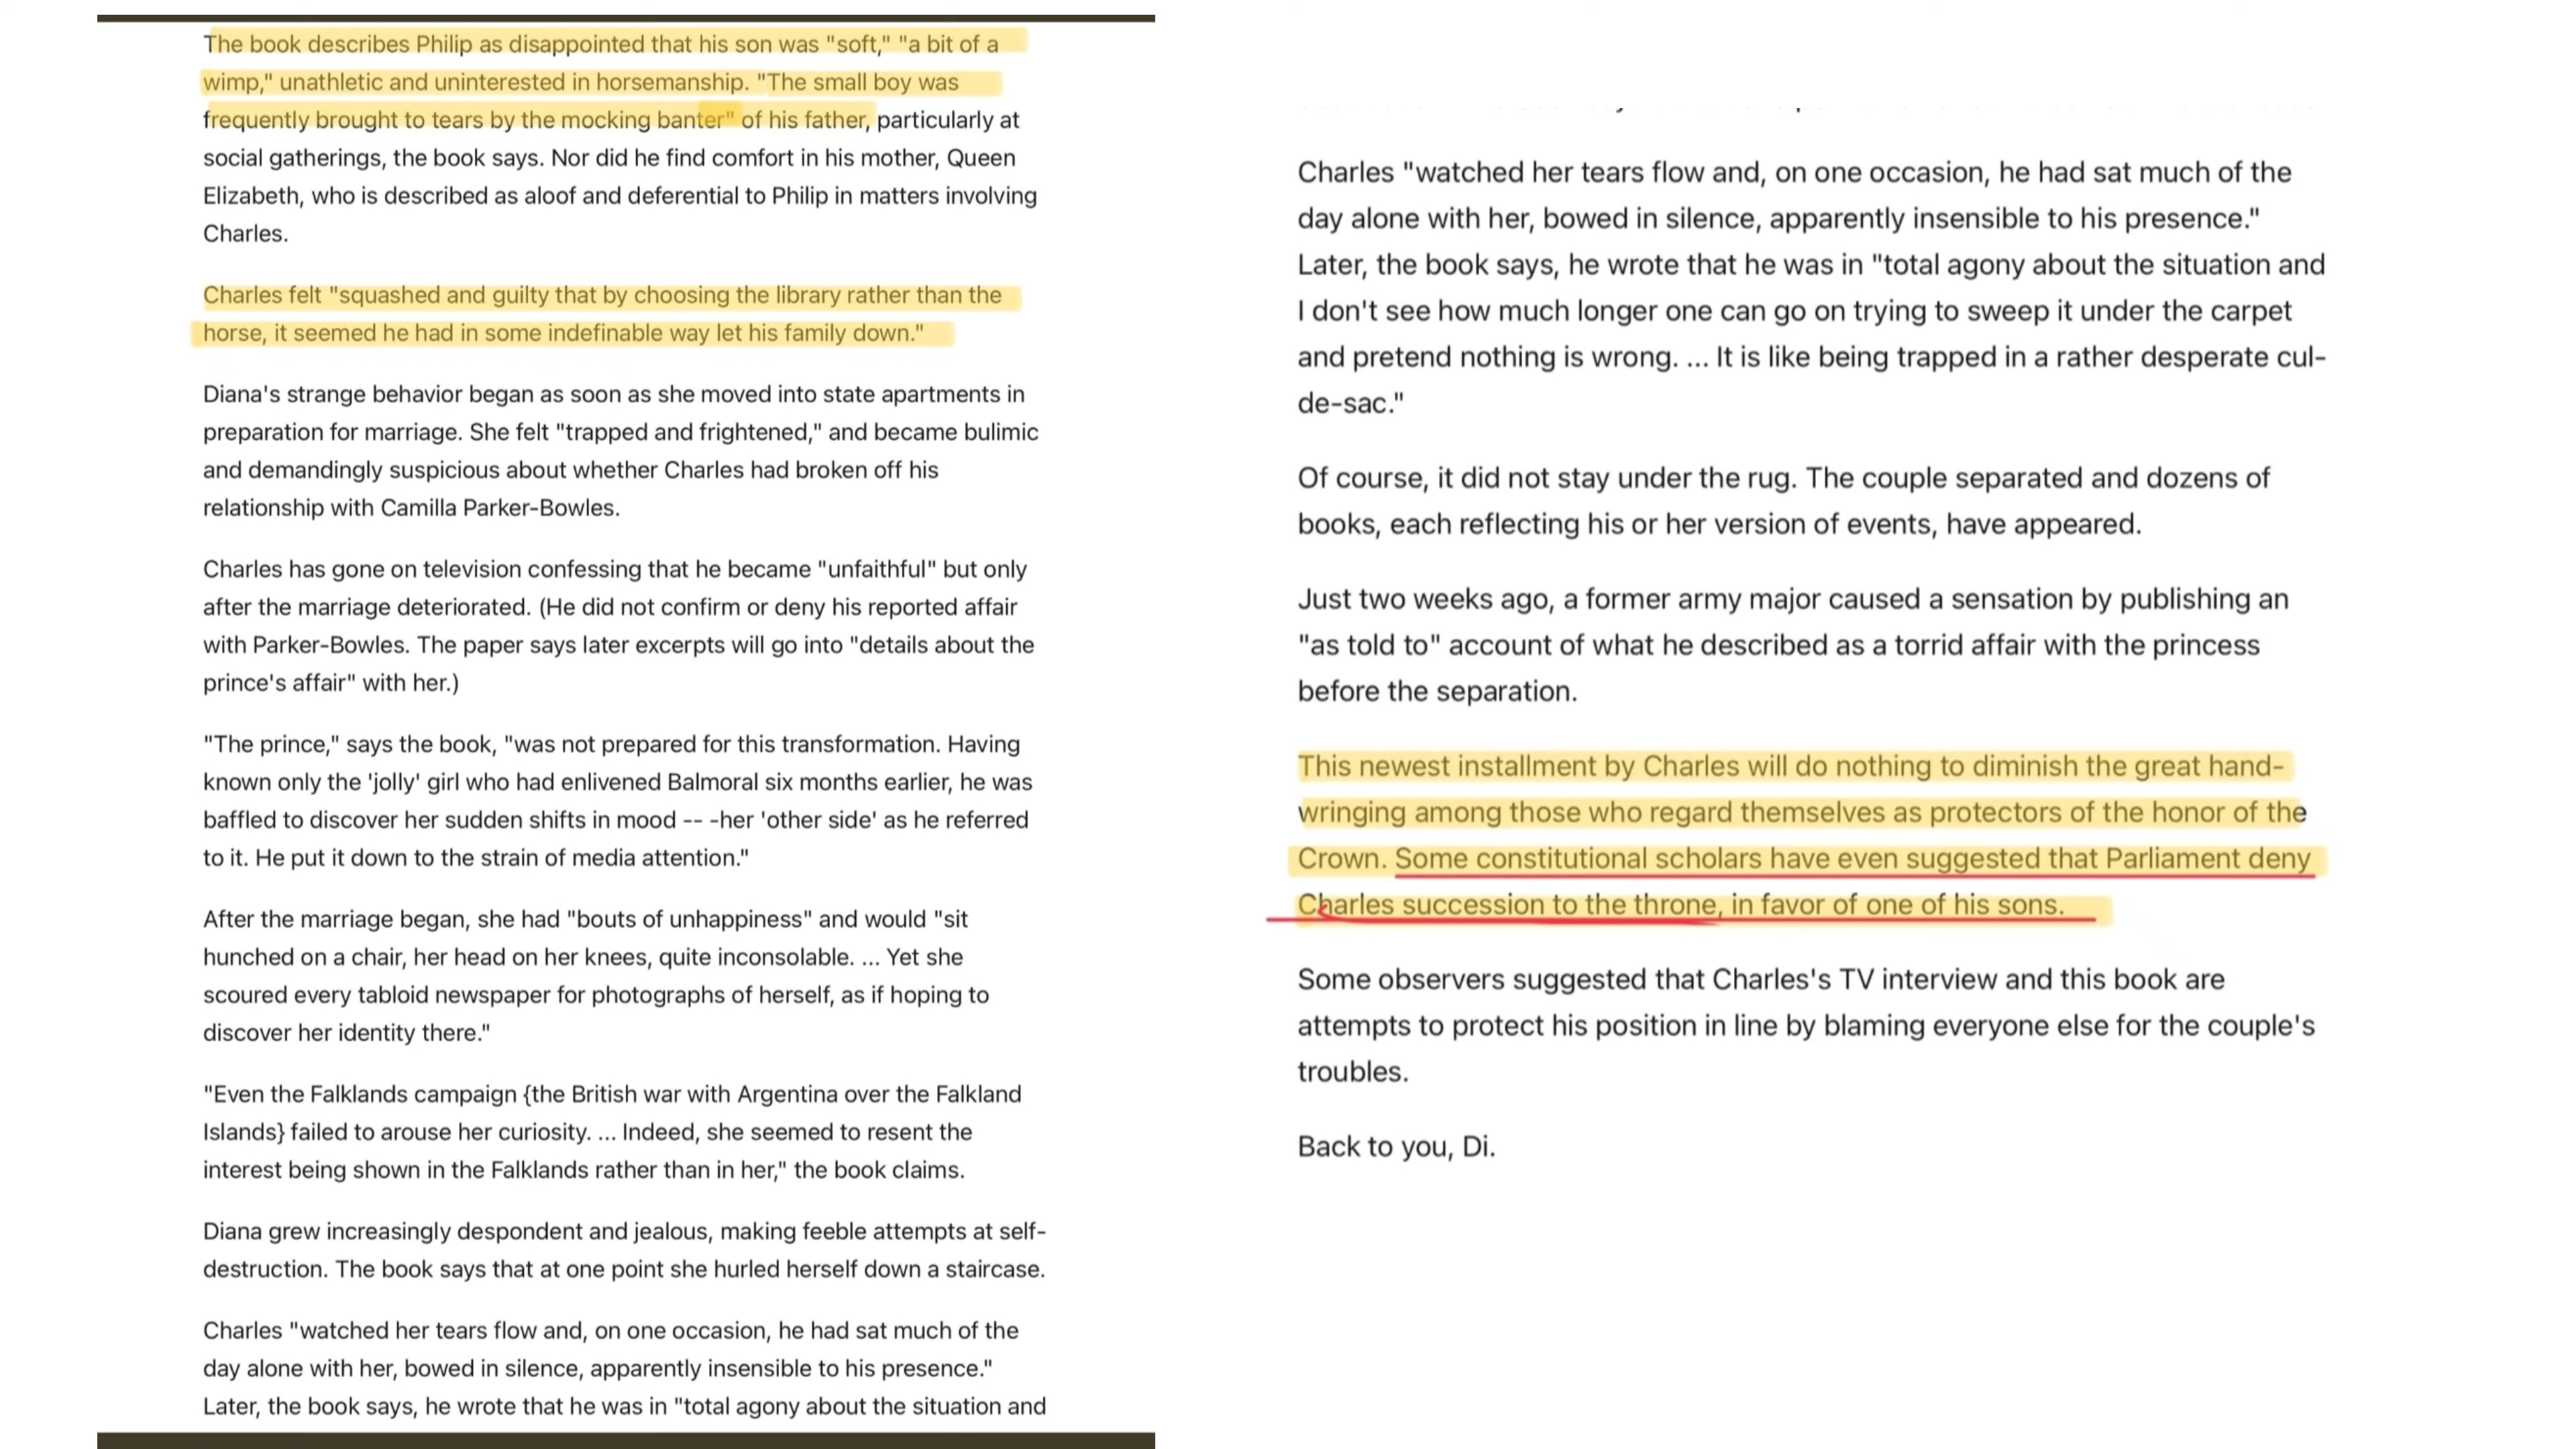 The book describes Philip as disappointed that his son was "soft," "a bit of a
wimp," unathletic and uninterested in horsemanship. "The small boy was
frequently brought to tears by the mocking banter" of his father, particularly at
social gatherings, the book says. Nor did he find comfort in his mother, Queen
Elizabeth, who is described as aloof and deferential to Philip in matters involving
Charles.
Charles felt "squashed and guilty that by choosing the library rather than the
horse, it seemed he had in some indefinable way let his family down."
Diana's strange behavior began as soon as she moved into state apartments in
preparation for marriage. She felt "trapped and frightened," and became bulimic
and demandingly suspicious about whether Charles had broken off his
relationship with Camilla Parker-Bowles.
Charles has gone on television confessing that he became "unfaithful" but only
after the marriage deteriorated. (He did not confirm or deny his reported affair
with Parker-Bowles. The paper says later excerpts will go into "details about the
prince's affair" with her.)
"The prince," says the book, "was not prepared for this transformation. Having
known only the 'jolly' girl who had enlivened Balmoral six months earlier, he was
baffled to discover her sudden shifts in mood -- -her 'other side' as he referred
to it. He put it down to the strain of media attention."
After the marriage began, she had "bouts of unhappiness" and would "sit
hunched on a chair, her head on her knees, quite inconsolable. ... Yet she
scoured every tabloid newspaper for photographs of herself, as if hoping to
discover her identity there."
"Even the Falklands campaign {the British war with Argentina over the Falkland
Islands} failed to arouse her curiosity. ... Indeed, she seemed to resent the
interest being shown in the Falklands rather than in her," the book claims.
Diana grew increasingly despondent and jealous, making feeble attempts at self-
destruction. The book says that at one point she hurled herself down a staircase.
Charles "watched her tears flow and, on one occasion, he had sat much of the
day alone with her, bowed in silence, apparently insensible to his presence."
Later, the book says, he wrote that he was in "total agony about the situation and
Charles "watched her tears flow and, on one occasion, he had sat much of the
day alone with her, bowed in silence, apparently insensible to his presence."
Later, the book says, he wrote that he was in "total agony about the situation and
I don't see how much longer one can go on trying to sweep it under the carpet
and pretend nothing is wrong. ... It is like being trapped in a rather desperate cul-
de-sac."
Of course, it did not stay under the rug. The couple separated and dozens of
books, each reflecting his or her version of events, have appeared.
Just two weeks ago, a former army major caused a sensation by publishing an
"as told to" account of what he described as a torrid affair with the princess
before the separation.
This newest installment by Charles will do nothing to diminish the great hand-
wringing among those who regard themselves as protectors of the honor of the
Crown. Some constitutional scholars have even suggested that Parliament deny
Charles succession to the throne, in favor of one of his sons.
Some observers suggested that Charles's TV interview and this book are
attempts to protect his position in line by blaming everyone else for the couple's
troubles.
Back to you, Di.